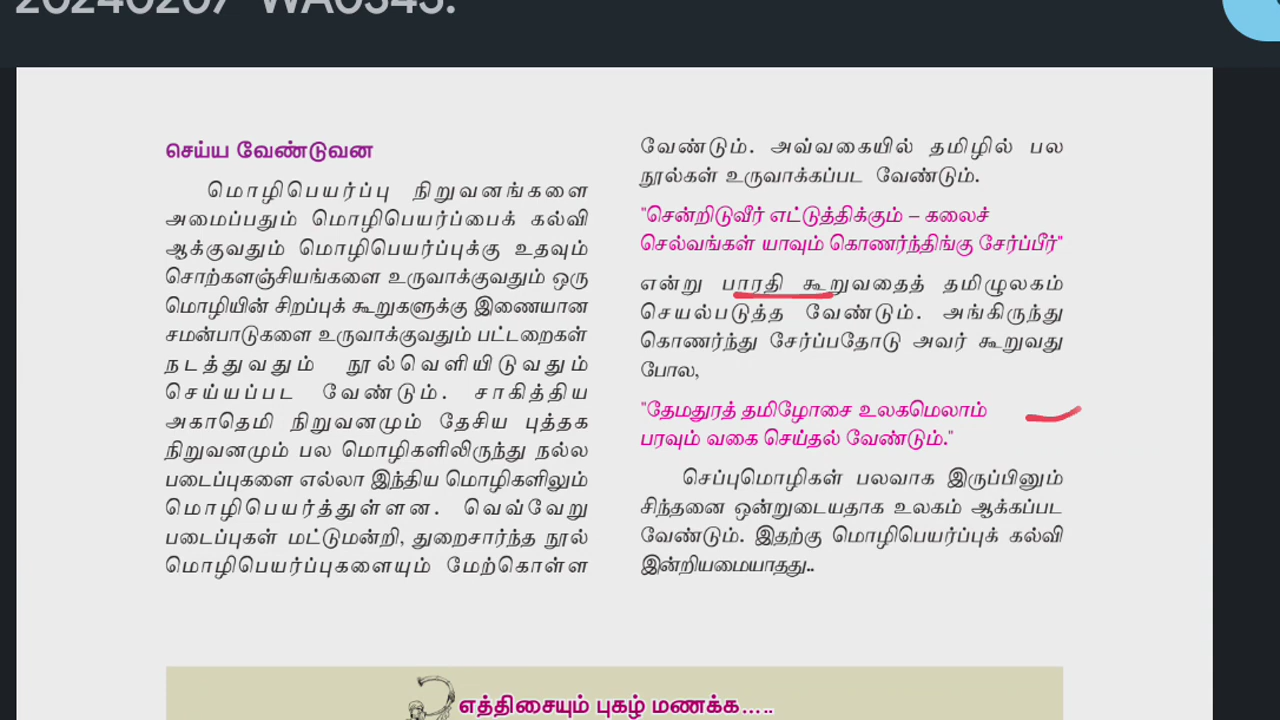 செய்ய வேண்டுவன
மொழிபெயர்ப்பு நிறுவனங்களை
அமைப்பதும் மொழிபெயர்ப்பைக் கல்வி
ஆக்குவதும் மொழிபெயர்ப்புக்கு உதவும்
சொற்களஞ்சியங்களை உருவாக்குவதும் ஒரு
மொழியின் சிறப்புக் கூறுகளுக்கு இணையான
சமன்பாடுகளை உருவாக்குவதும் பட்டறைகள்
நடத்துவதும் நூல்வெளியிடுவதும்
செய்யப்பட வேண்டும். சாகித்திய
அகாதெமி நிறுவனமும் தேசிய புத்தக
நிறுவனமும் பல மொழிகளிலிருந்து நல்ல
படைப்புகளை எல்லா இந்திய மொழிகளிலும்
மொழிபெயர்த்துள்ளன. வெவ்வேறு
படைப்புகள் மட்டுமன்றி, துறைசார்ந்த நூல்
மொழிபெயர்ப்புகளையும் மேற்கொள்ள
வேண்டும். அவ்வகையில் தமிழில் பல
நூல்கள் உருவாக்கப்பட வேண்டும்.
"சென்றிடுவீர் எட்டுத்திக்கும் – கலைச்
செல்வங்கள் யாவும் கொணர்ந்திங்கு சேர்ப்பீர்"
என்று பாரதி கூறுவதைத் தமிழுலகம்
செயல்படுத்த வேண்டும். அங்கிருந்து
கொணர்ந்து சேர்ப்பதோடு அவர் கூறுவது
போல,
"தேமதுரத் தமிழோசை உலகமெலாம்
பரவும் வகை செய்தல் வேண்டும்."
செப்புமொழிகள் பலவாக இருப்பினும்
சிந்தனை ஒன்றுடையதாக உலகம் ஆக்கப்பட
வேண்டும். இதற்கு மொழிபெயர்ப்புக் கல்வி
இன்றியமையாதது..
எத்திசையும் புகழ் மணக்க.....